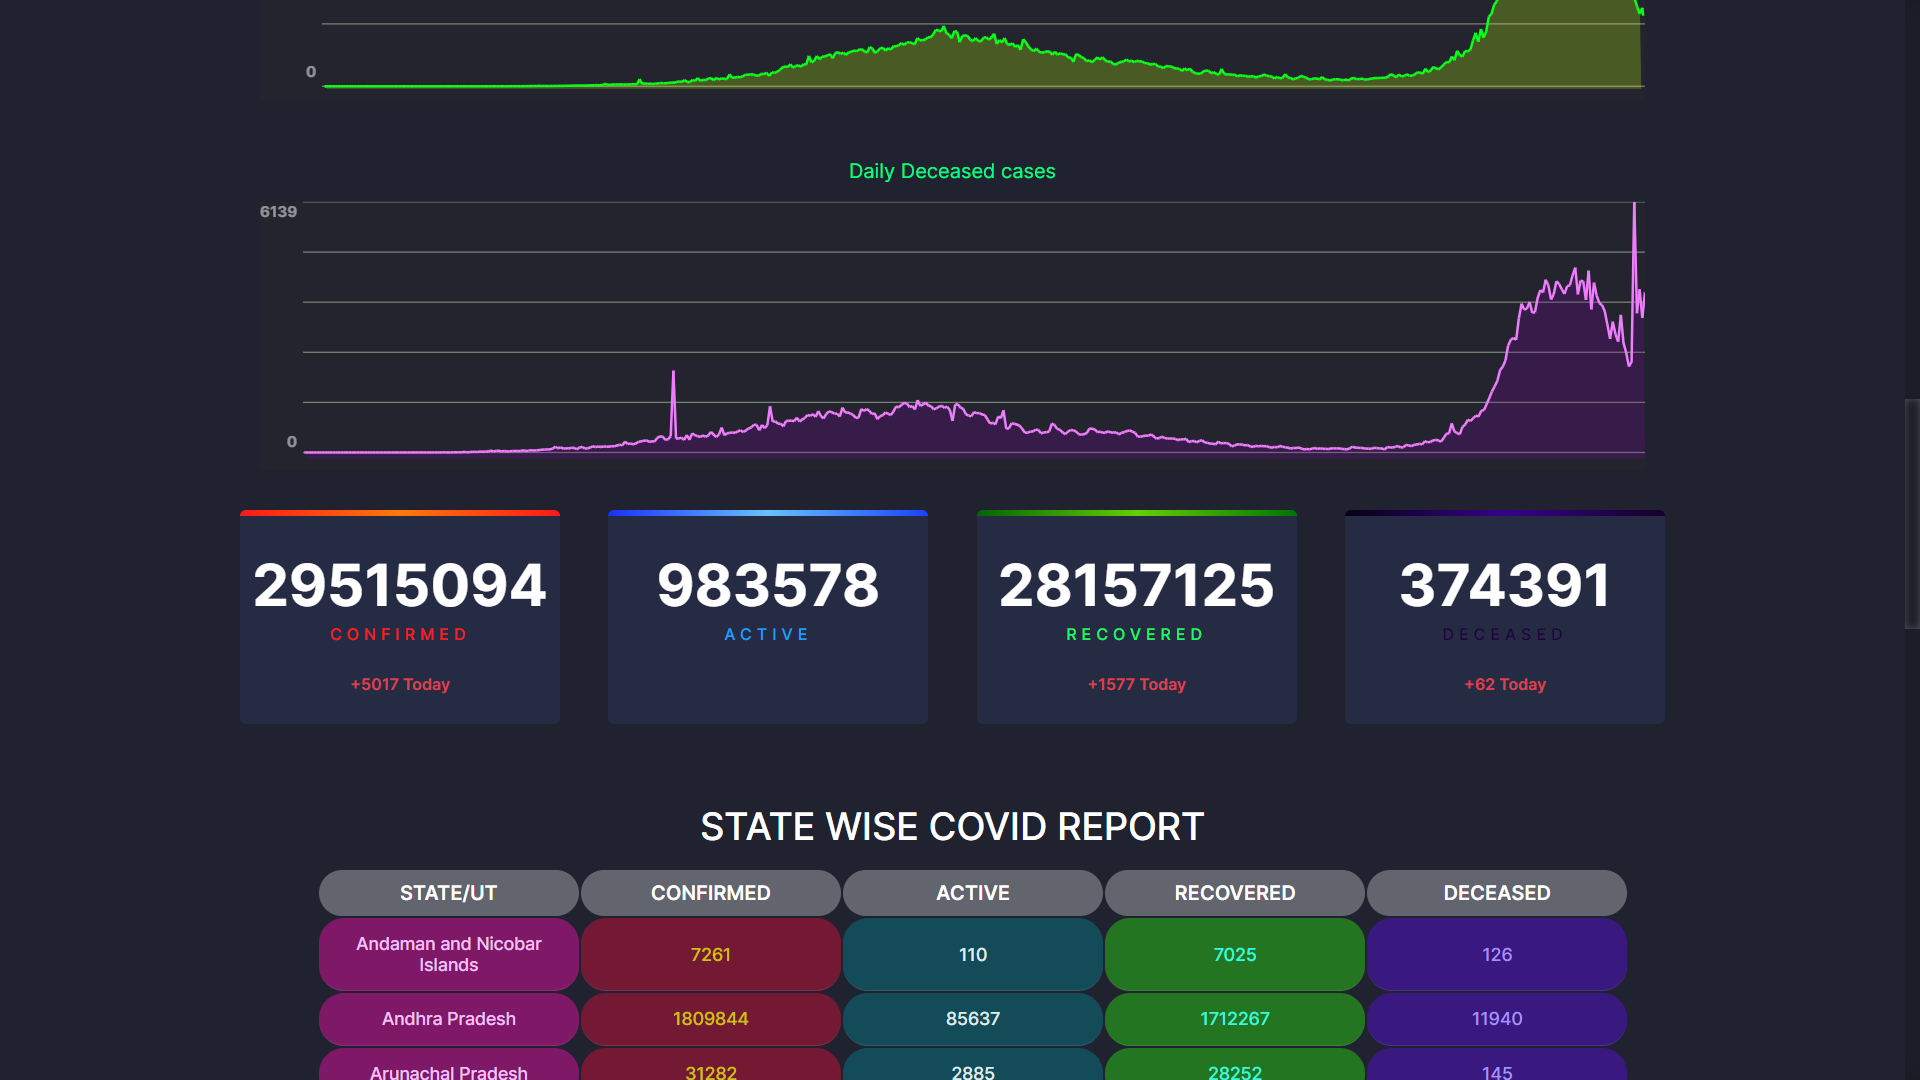 0
Daily Deceased cases
6139
0
29515094
CONFIRMED
+5017 Today
983578
ACTIVE
28157125
RECOVERED
+1577 Today
374391
DECEASED
+62 Today
STATE WISE COVID REPORT
STATE/UT CONFIRMED ACTIVE RECOVERED DECEASED
Andaman and Nicobar
Islands
7261 110 7025 126
Andhra Pradesh 1809844 85637 1712267 11940
Arunachal Pradesh 31282 2885 28252 145